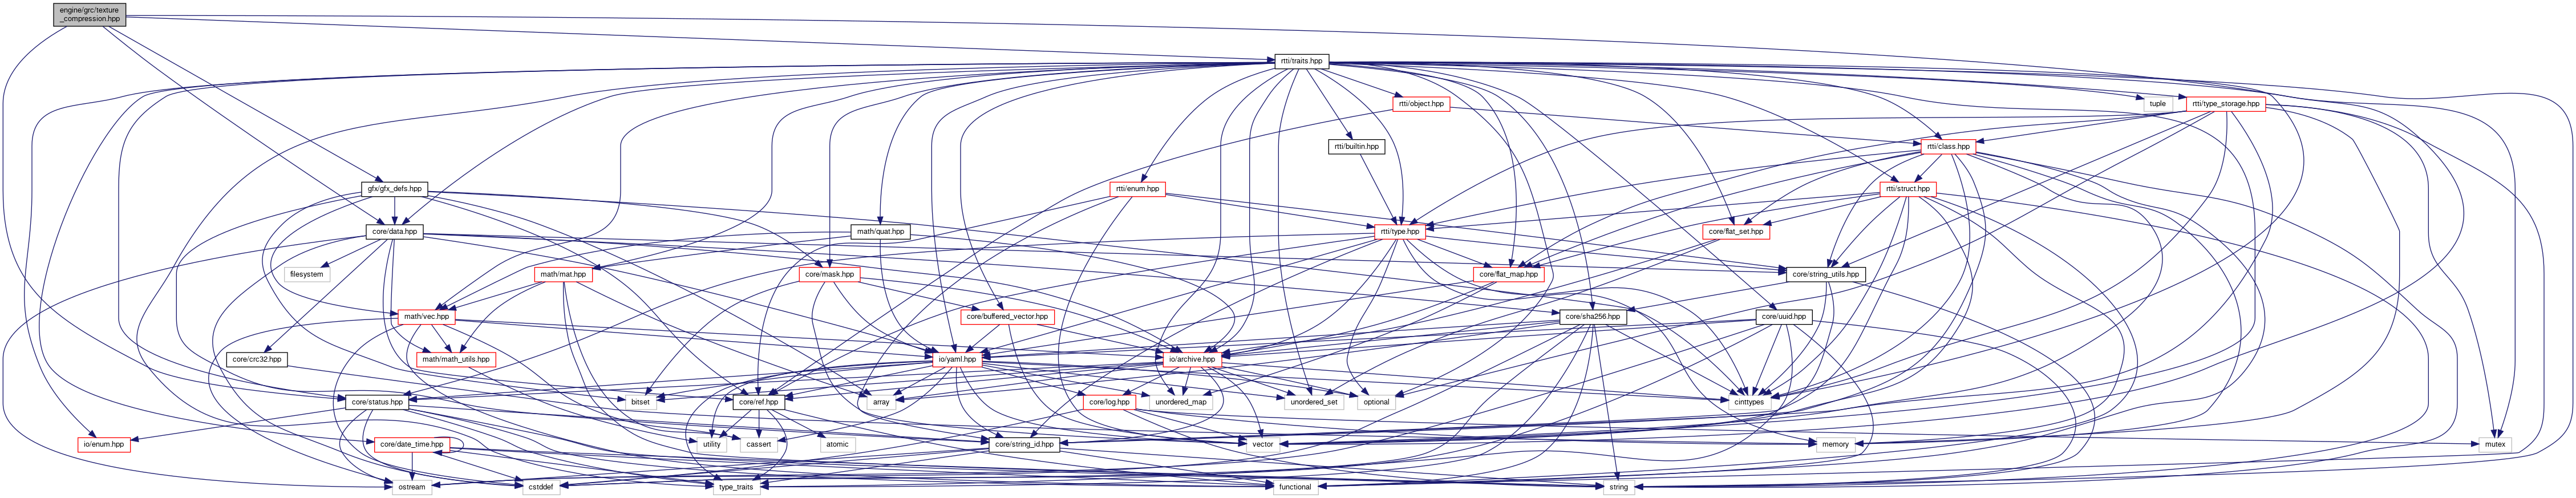 engine/grc/texture
_compression.hpp
rtti/traits.hpp
rtti/object.hpp
tuple
rtti/type_storage.hpp
rtti/builtin.hpp
rtti/class.hpp
gfx/gfx_defs.hpp
rtti/enum.hpp
rtti/struct.hpp
core/data.hpp
math/quat.hpp
rtti/type.hpp
core/flat_set.hpp
filesystem
math/mat.hpp
core/mask.hpp
core/flat_map.hpp
core/string_utils.hpp
math/vec.hpp
core/buffered_vector.hpp
core/sha256.hpp
core/uuid.hpp
core/crc32.hpp
math/math_utils.hpp
io/yaml.hpp
io/archive.hpp
core/status.hpp
bitset
core/ref.hpp
array
unordered_map
core/log.hpp
unordered_set
optional
cinttypes
io/enum.hpp
core/date_time.hpp
utility
cassert
atomic
core/string_id.hpp
vector
memory
mutex
ostream
cstddef
type_traits
functional
string